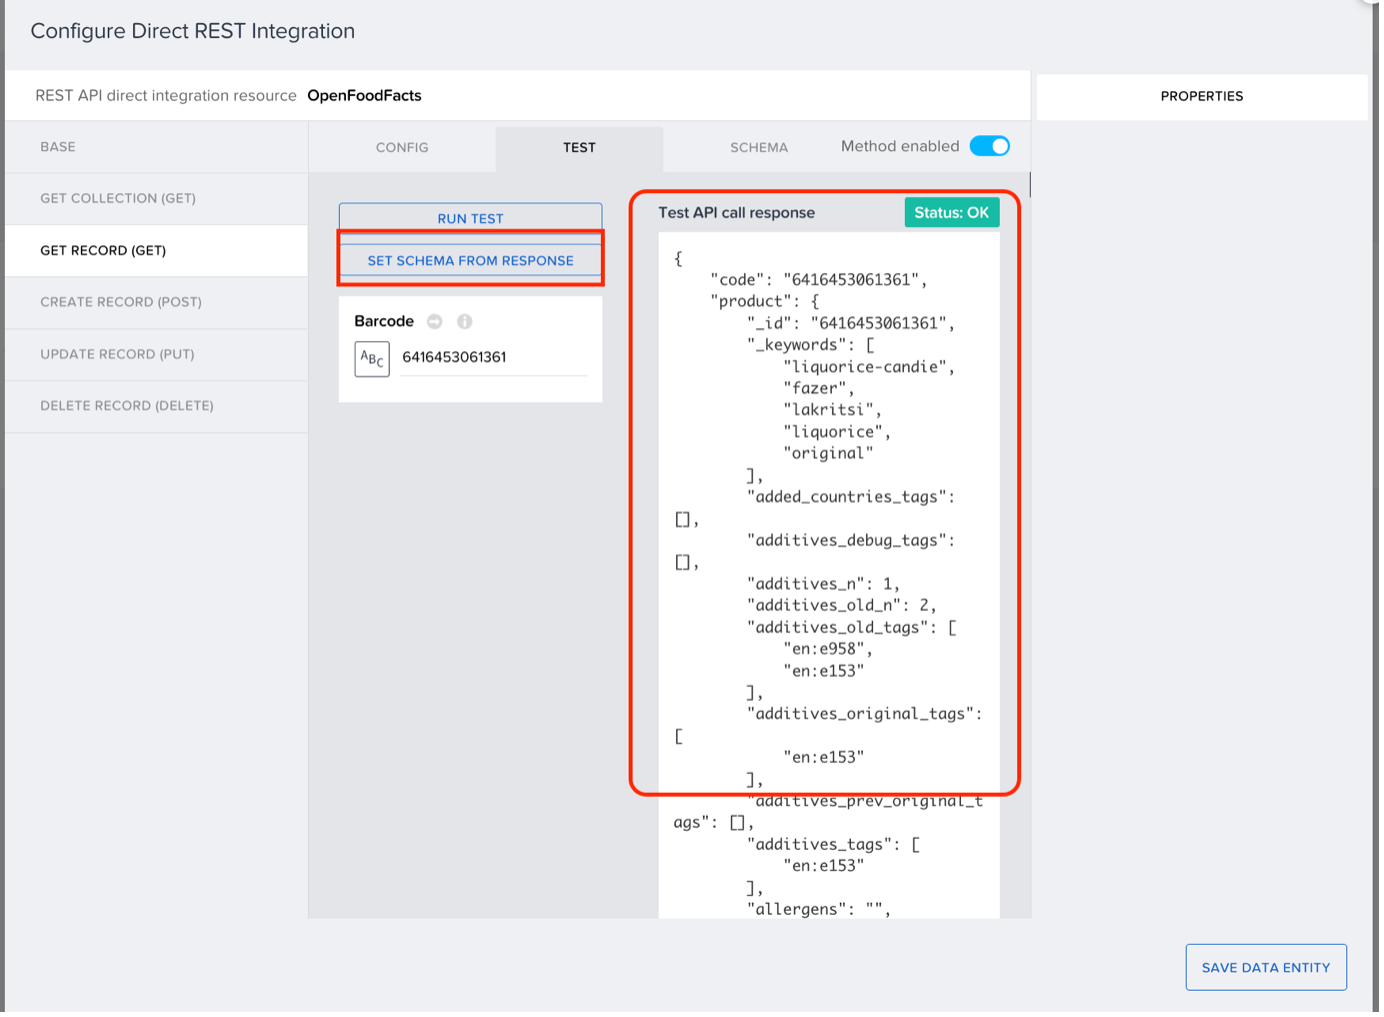 Configure Direct REST Integration
REST API direct integration resource OpenFoodFacts
PROPERTIES
BASE
GET COLLECTION (GET)
GET RECORD (GET)
CREATE RECORD (POST)
UPDATE RECORD (PUT)
DELETE RECORD (DELETE)
CONFIG
TEST
SCHEMA
Method enabled
RUN TEST
SET SCHEMA FROM RESPONSE
Barcode
ABC 6416453061361
Test API call response
Status: OK
{
"code": "6416453061361",
"product": {
"_id": "6416453061361",
"_keywords": [
"liquorice-candie",
"fazer",
"lakritsi",
"liquorice",
"original"
],
"added_countries_tags":
[],
"additives_debug_tags":
[],
"additives_n": 1,
"additives_old_n": 2,
"additives_old_tags": [
"en:e958",
"en:e153"
],
"additives_original_tags":
[
"en:e153"
],
"additives_prev_original_t
ags": [],
"additives_tags": [
"en:e153"
],
"allergens": "",
SAVE DATA ENTITY